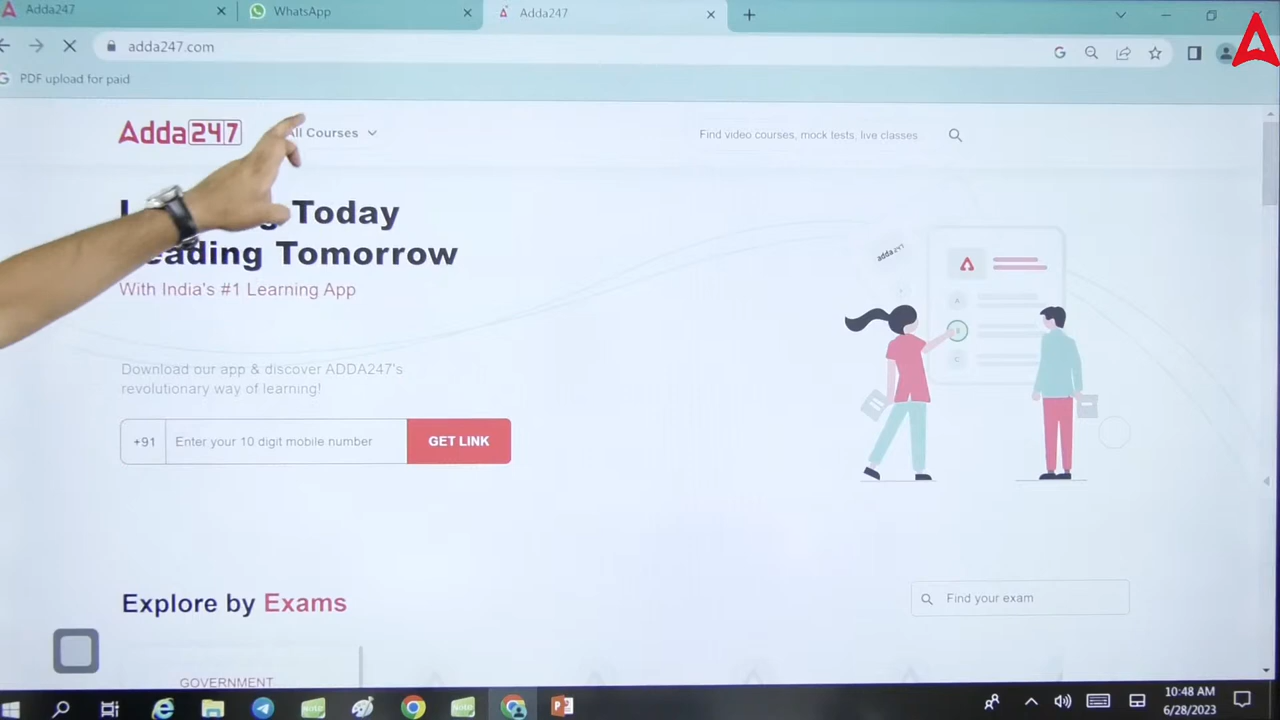 Adda247
WhatsApp
Adda247
adda247.com
PDF upload for paid
Adda247
All Courses
Find video courses, mock tests, live classes
Today
Leading Tomorrow
With India's #1 Learning App
Download our app & discover ADDA247's
revolutionary way of learning!
+91
Enter your 10 digit mobile number
GET LINK
adda247
A
C
Explore by Exams
Find your exam
GOVERNMENT
10:48 AM
6/28/2023